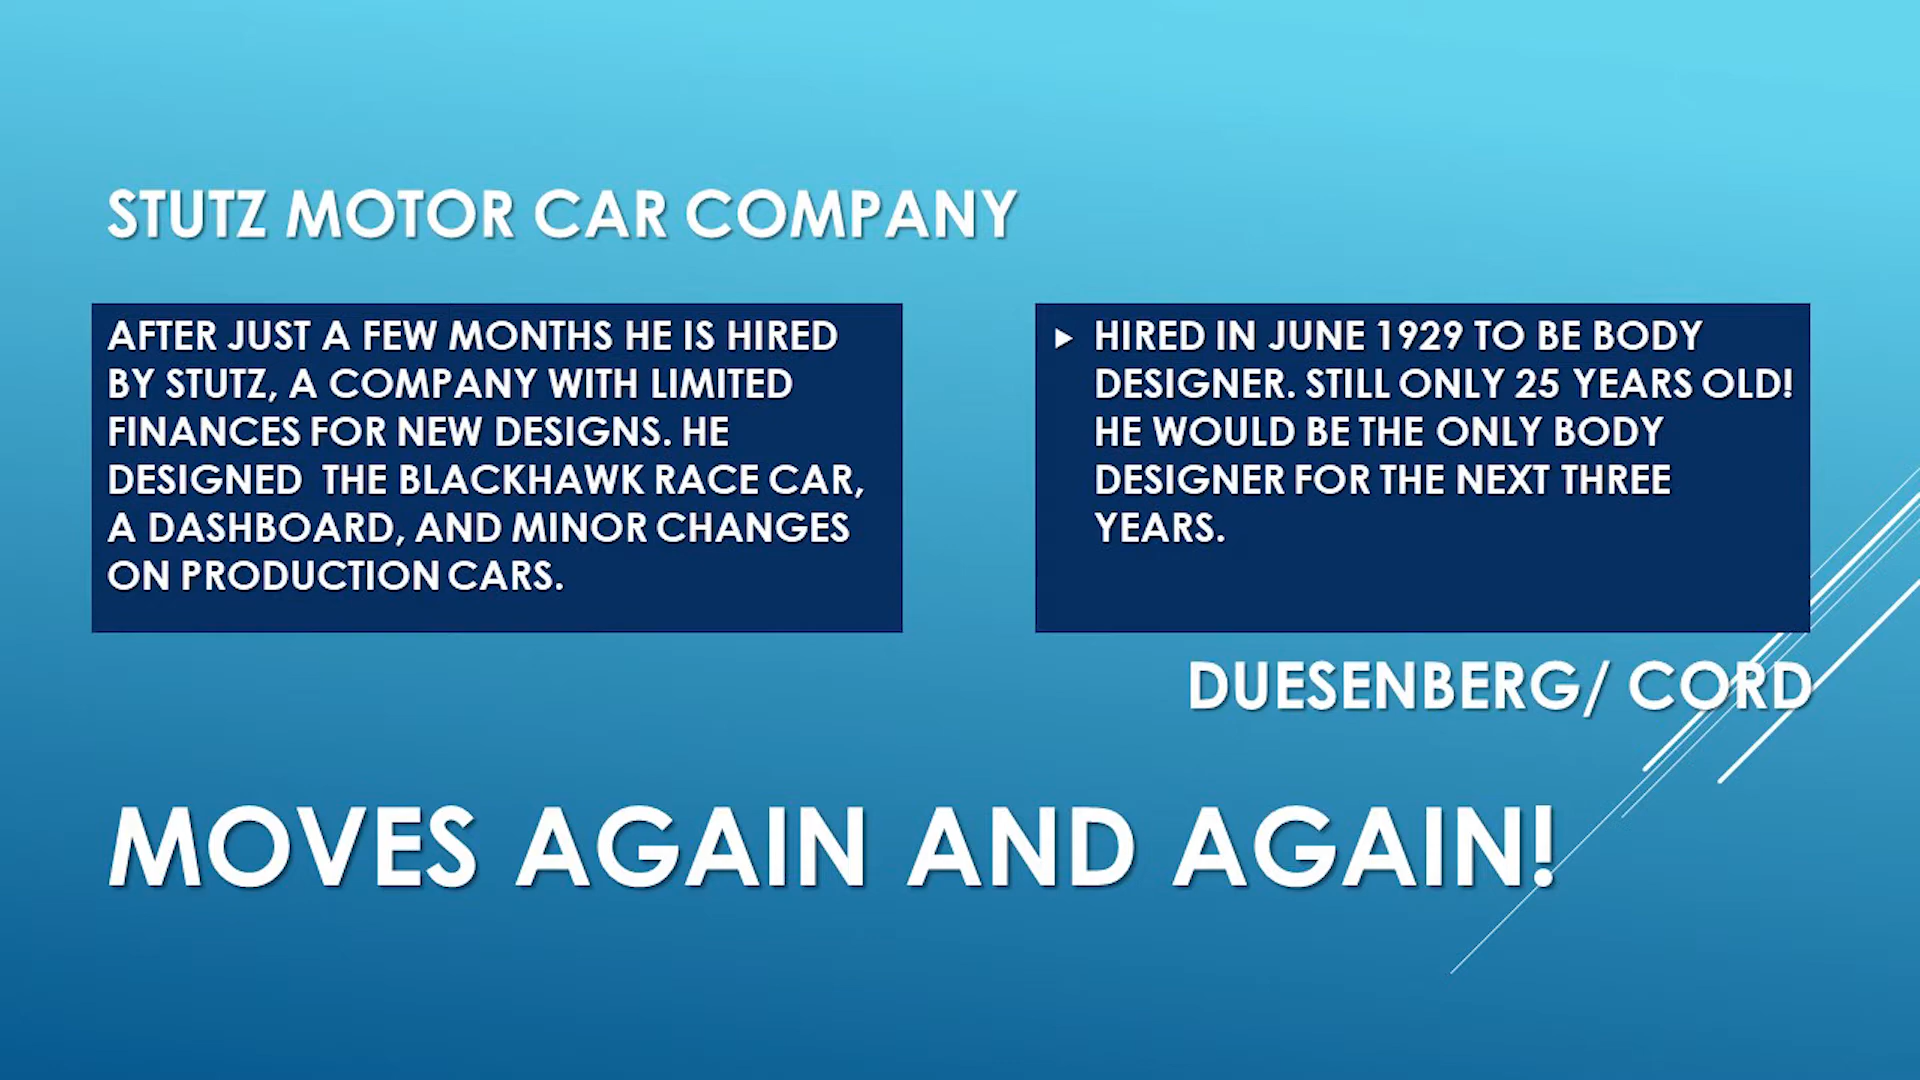 STUTZ MOTOR CAR COMPANY
AFTER JUST A FEW MONTHS HE IS HIRED
BY STUTZ, A COMPANY WITH LIMITED
FINANCES FOR NEW DESIGNS. HE
DESIGNED THE BLACKHAWK RACE CAR,
A DASHBOARD, AND MINOR CHANGES
ON PRODUCTION CARS.
HIRED IN JUNE 1929 TO BE BODY
DESIGNER. STILL ONLY 25 YEARS OLD!
HE WOULD BE THE ONLY BODY
DESIGNER FOR THE NEXT THREE
YEARS.
DUESENBERG/ CORD
MOVES AGAIN AND AGAIN!